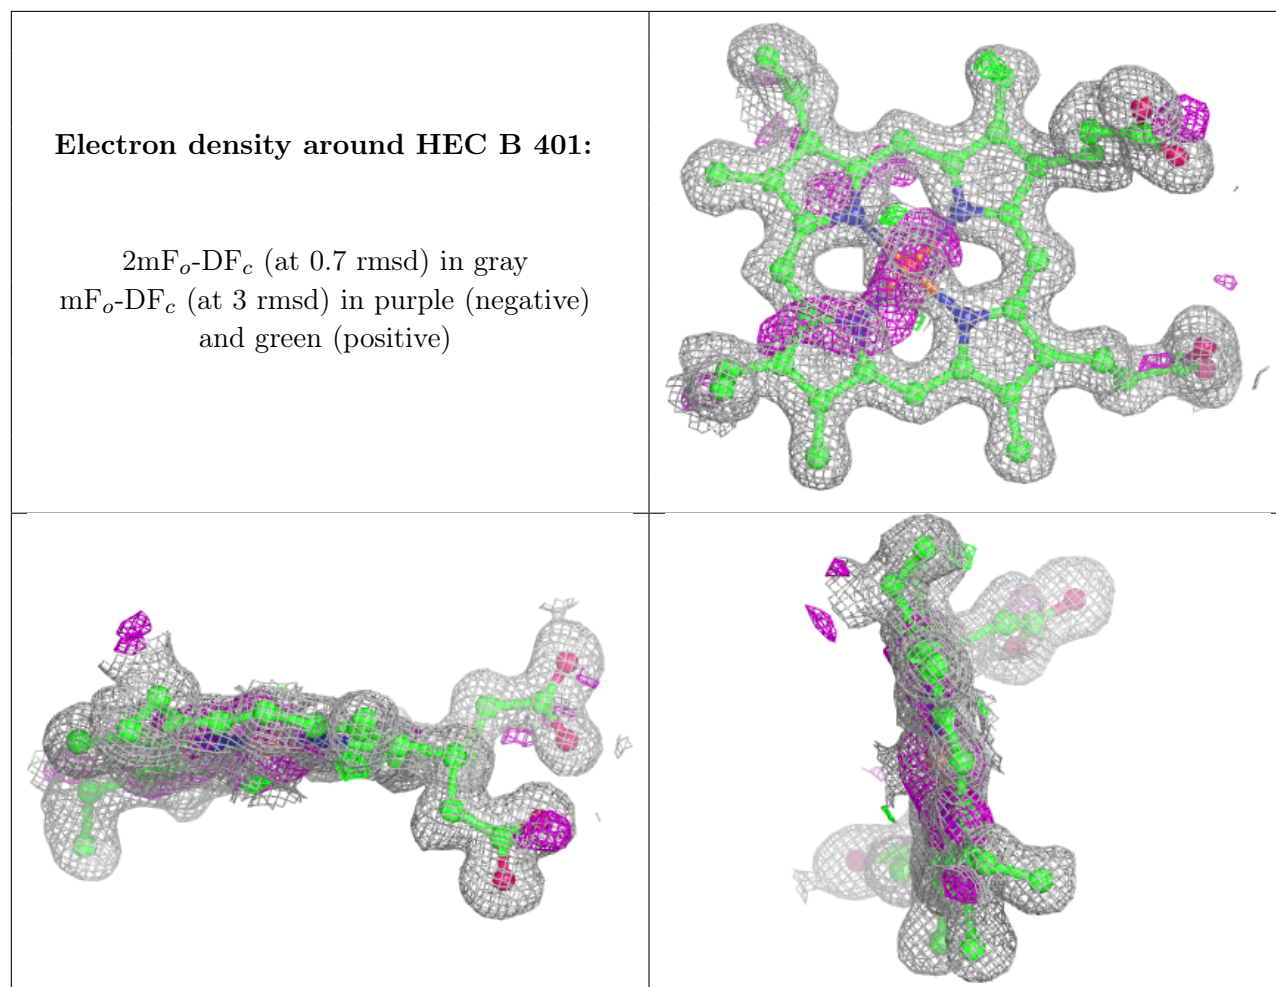 Electron density around HEC B 401:
2mFₒ-DF𝒸 (at 0.7 rmsd) in gray
mFₒ-DF𝒸 (at 3 rmsd) in purple (negative)
and green (positive)